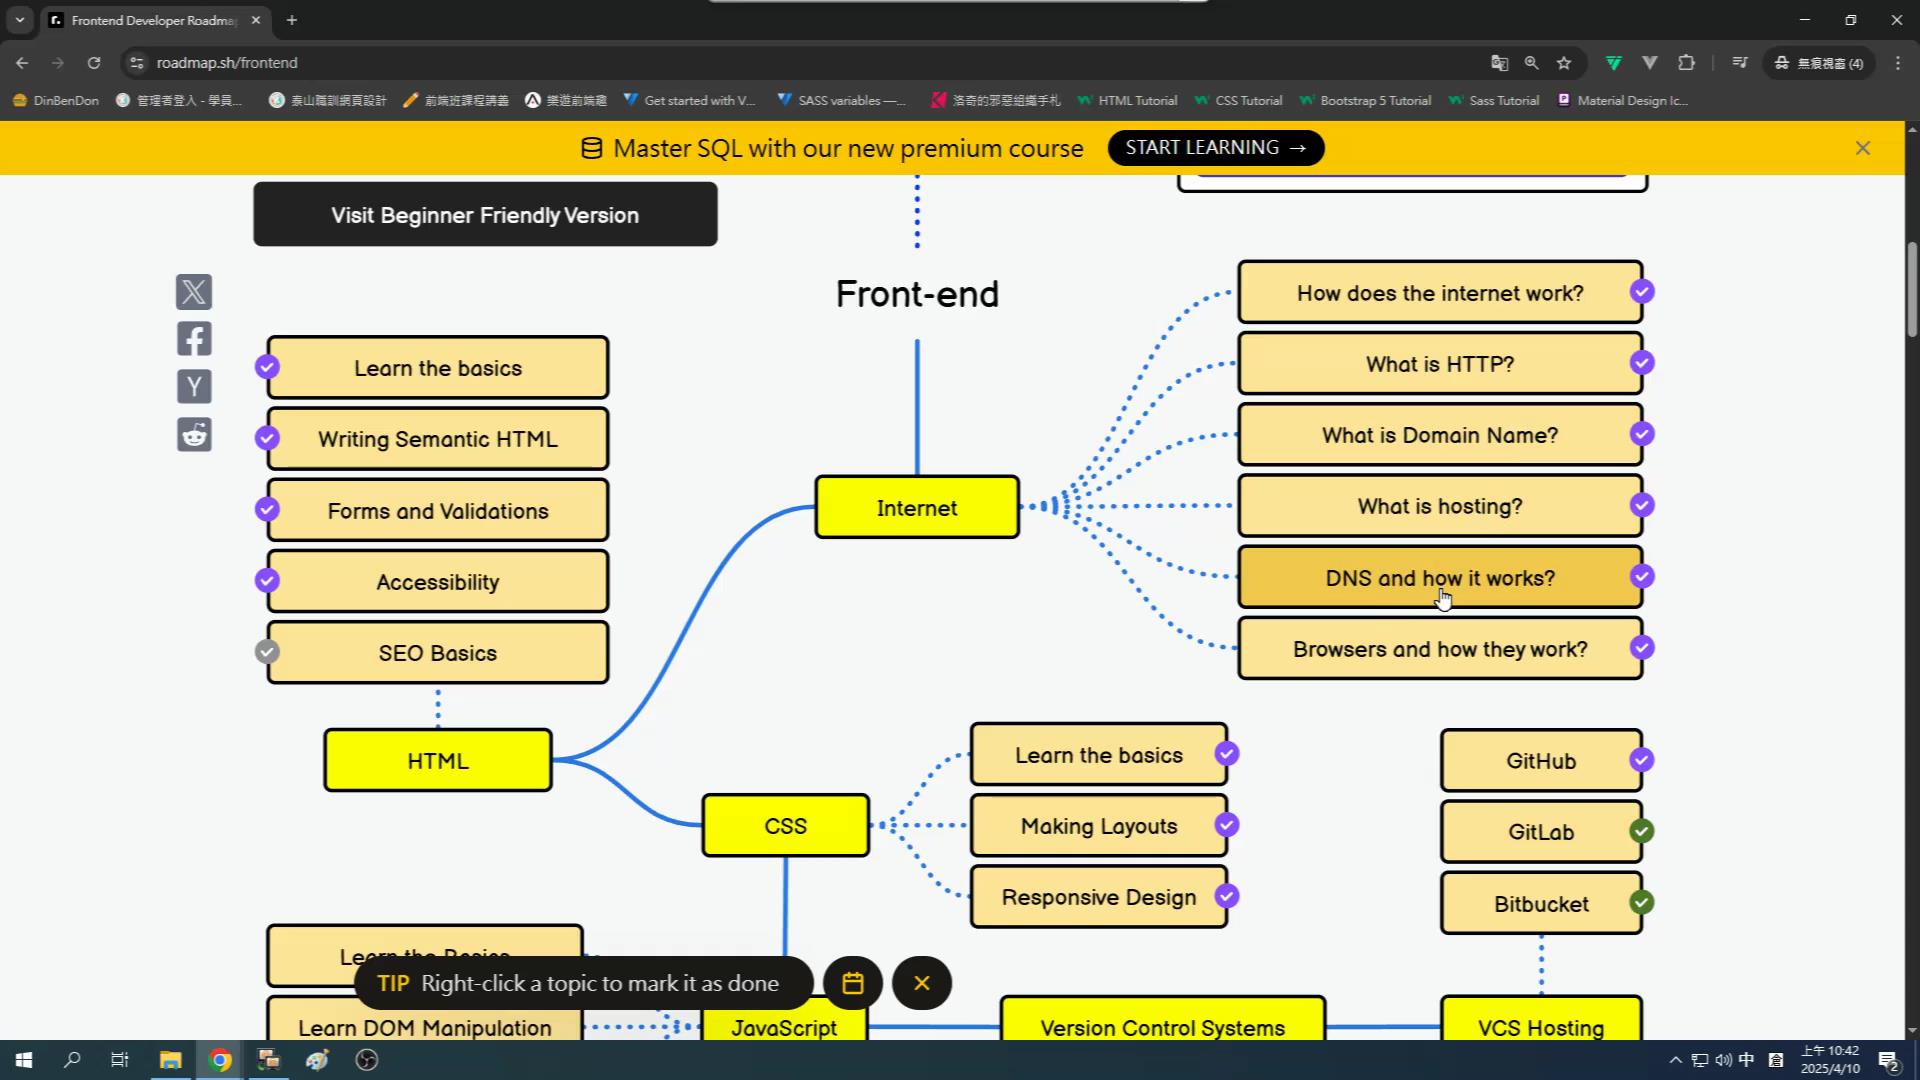 Frontend Developer Roadma
roadmap.sh/frontend
無痕視窗 (4)
DinBenDon
管理者登入 - 學員...
泰山職訓網頁設計
前端班課程講義
樂遊前端趣
Get started with V...
SASS variables —...
洛奇的邪惡組織手札
HTML Tutorial
CSS Tutorial
Bootstrap 5 Tutorial
Sass Tutorial
Material Design Ic...
Master SQL with our new premium course
START LEARNING →
Visit Beginner Friendly Version
Front-end
How does the internet work?
What is HTTP?
What is Domain Name?
What is hosting?
DNS and how it works?
Browsers and how they work?
Internet
Learn the basics
Writing Semantic HTML
Forms and Validations
Accessibility
SEO Basics
HTML
CSS
Learn the basics
Making Layouts
Responsive Design
GitHub
GitLab
Bitbucket
Learn the Basics
TIP Right-click a topic to mark it as done
Learn DOM Manipulation
JavaScript
Version Control Systems
VCS Hosting
中
上午 10:42
2025/4/10
2